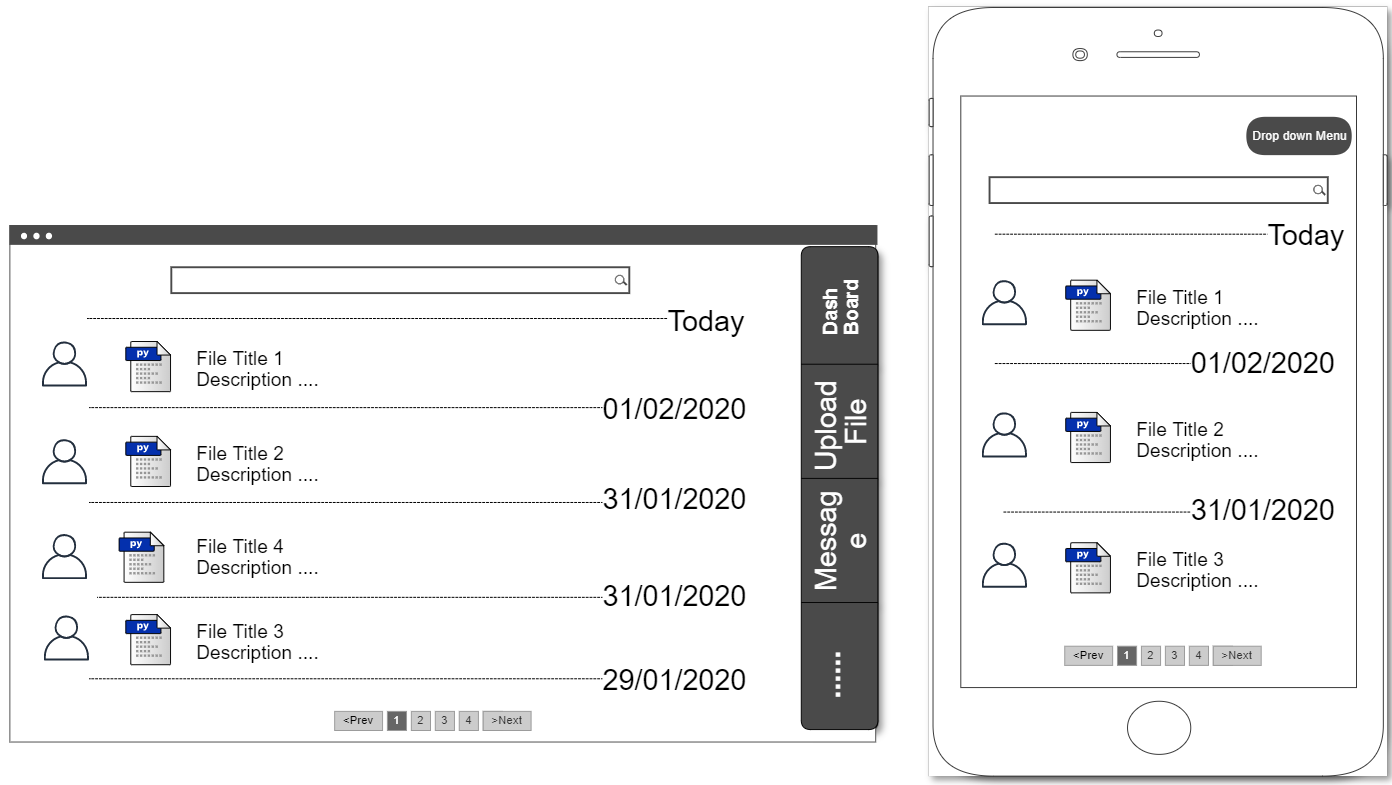 Today
py
File Title 1
Description ....
01/02/2020
py
File Title 2
Description ....
31/01/2020
py
File Title 4
Description ....
31/01/2020
py
File Title 3
Description ....
29/01/2020
<Prev 1 2 3 4 >Next
Dash
Board
Upload
File
Messag
e
......
Drop down Menu
Today
py
File Title 1
Description ....
01/02/2020
py
File Title 2
Description ....
31/01/2020
py
File Title 3
Description ....
<Prev 1 2 3 4 >Next